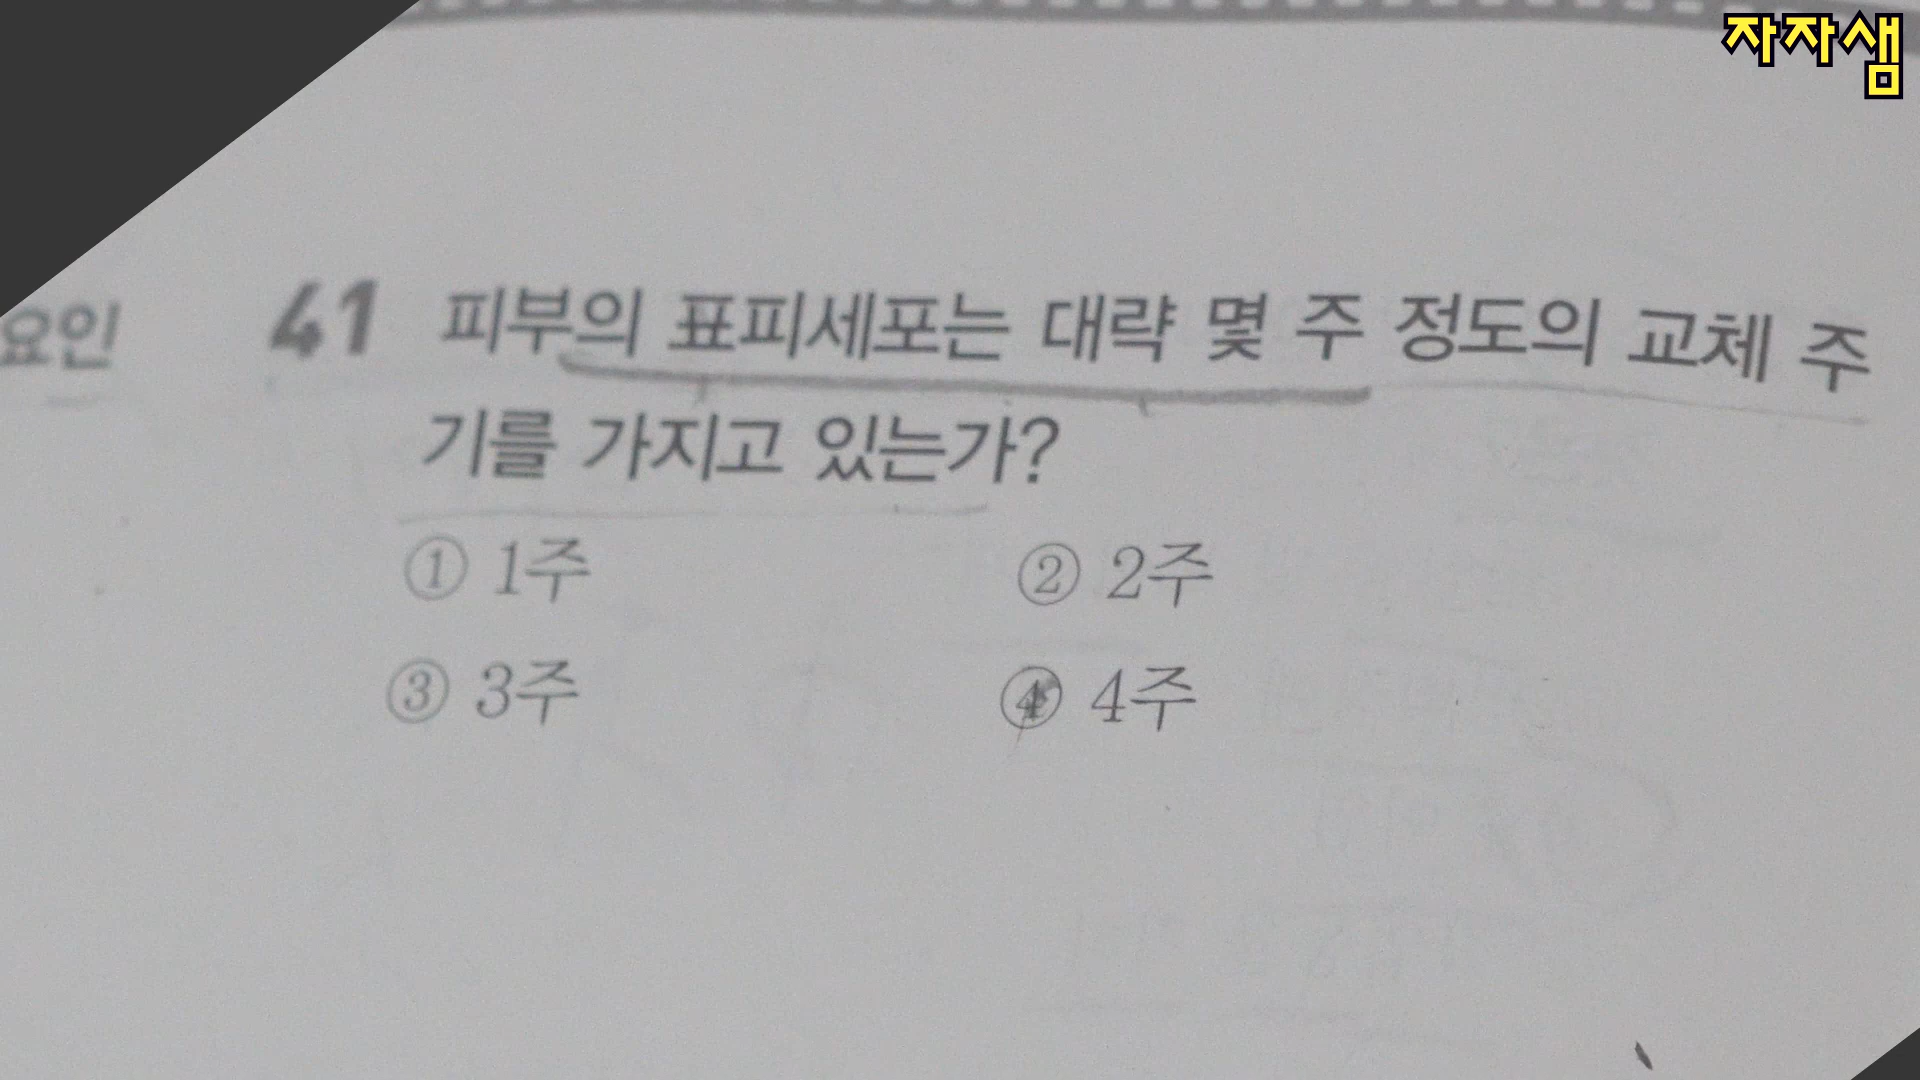 자자샘
요인
41 피부의 표피세포는 대략 몇 주 정도의 교체 주
기를 가지고 있는가?
① 1주 ② 2주
③ 3주 ④ 4주